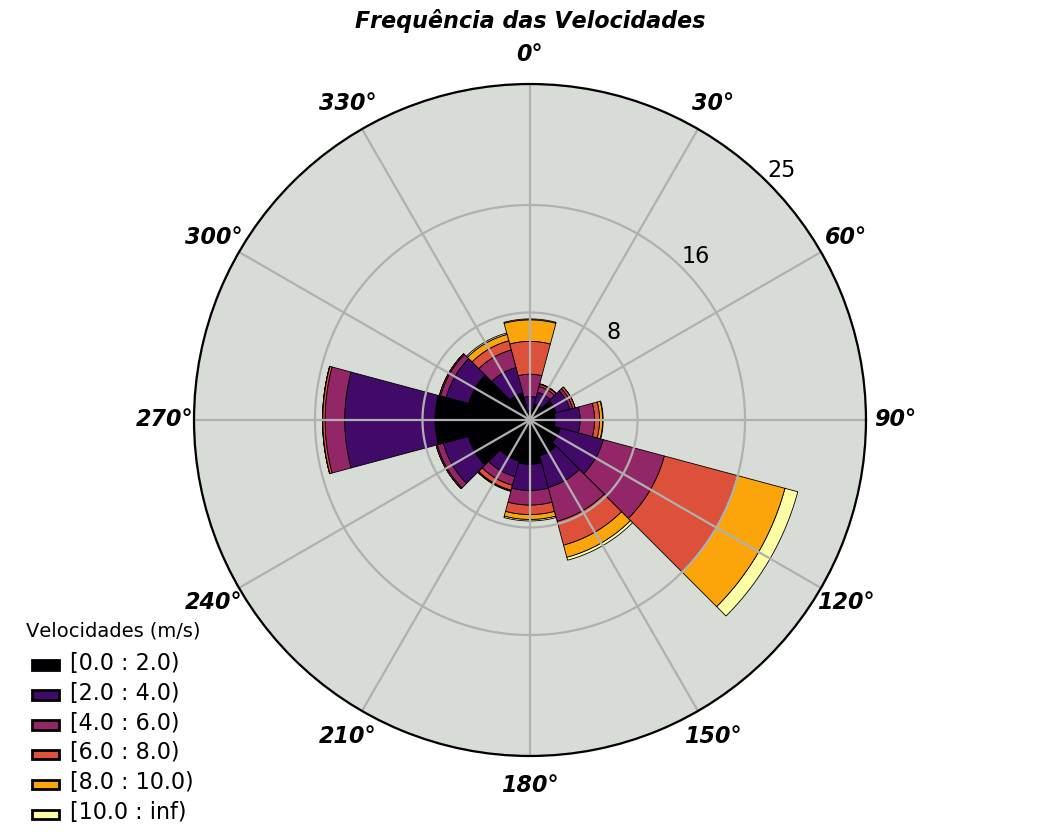 Frequência das Velocidades
0°
330°
30°
25
300°
60°
16
8
270°
90°
240°
120°
210°
150°
180°
Velocidades (m/s)
[0.0 : 2.0)
[2.0 : 4.0)
[4.0 : 6.0)
[6.0 : 8.0)
[8.0 : 10.0)
[10.0 : inf)